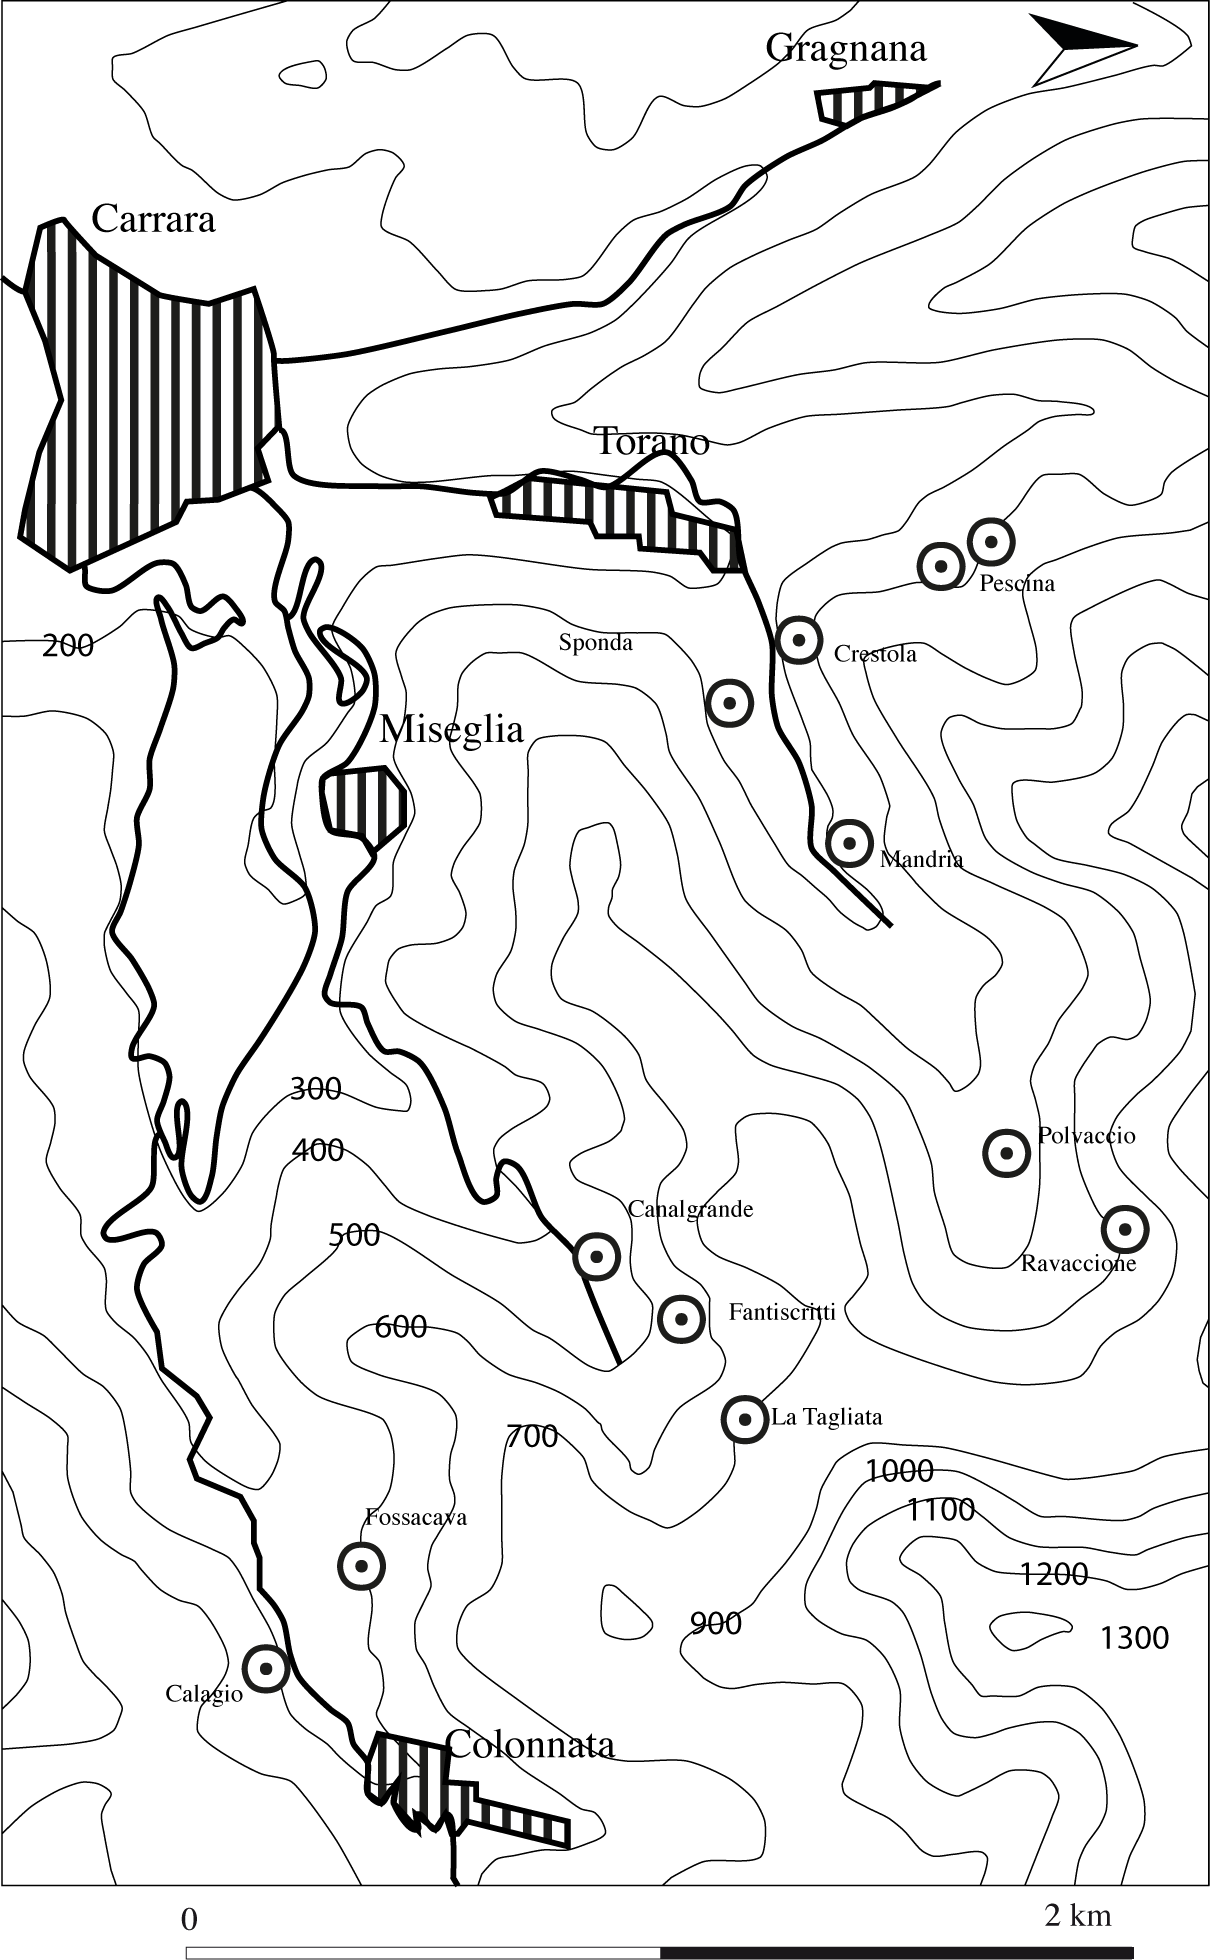 Gragnana
Carrara
Torano
Pescina
Sponda
Crestola
200
Miseglia
Mandria
300
Polvaccio
400
Canalgrande
500
Ravaccione
Fantiscritti
600
La Tagliata
700
1000
1100
Fossacava
1200
900
1300
Calagio
Colonnata
0
2 km